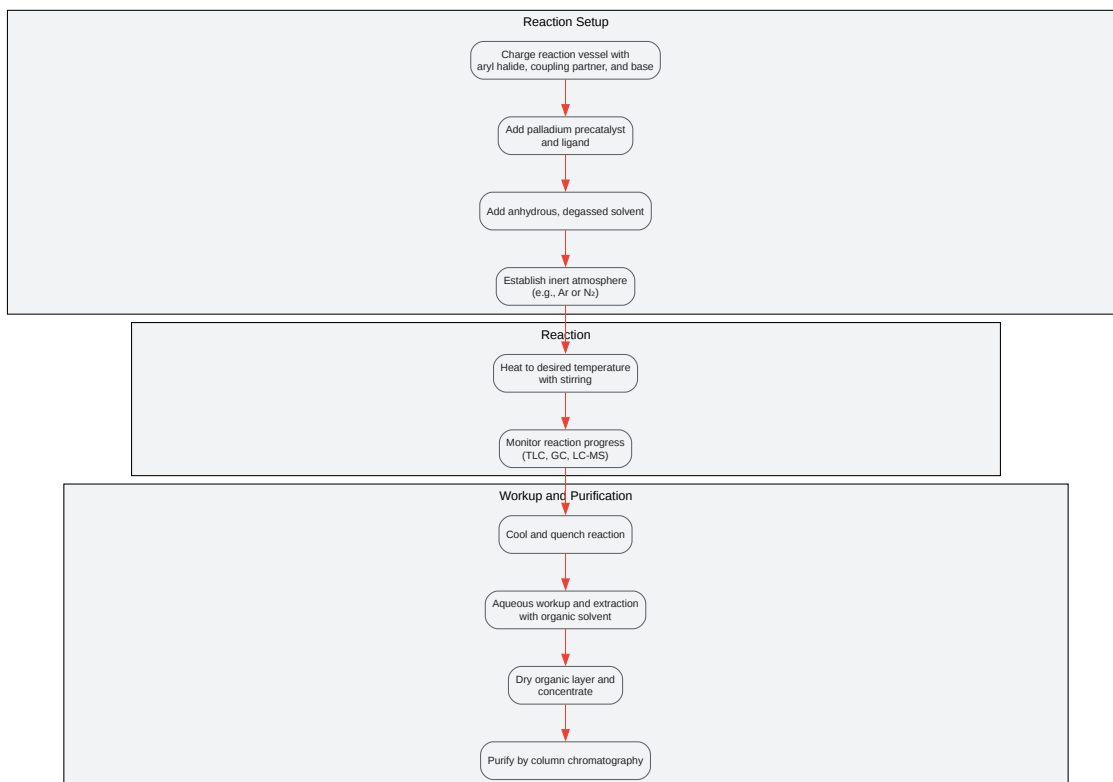 Reaction Setup
Charge reaction vessel with
aryl halide, coupling partner, and base
Add palladium precatalyst
and ligand
Add anhydrous, degassed solvent
Establish inert atmosphere
(e.g., Ar or N₂)
Reaction
Heat to desired temperature
with stirring
Monitor reaction progress
(TLC, GC, LC-MS)
Workup and Purification
Cool and quench reaction
Aqueous workup and extraction
with organic solvent
Dry organic layer and
concentrate
Purify by column chromatography